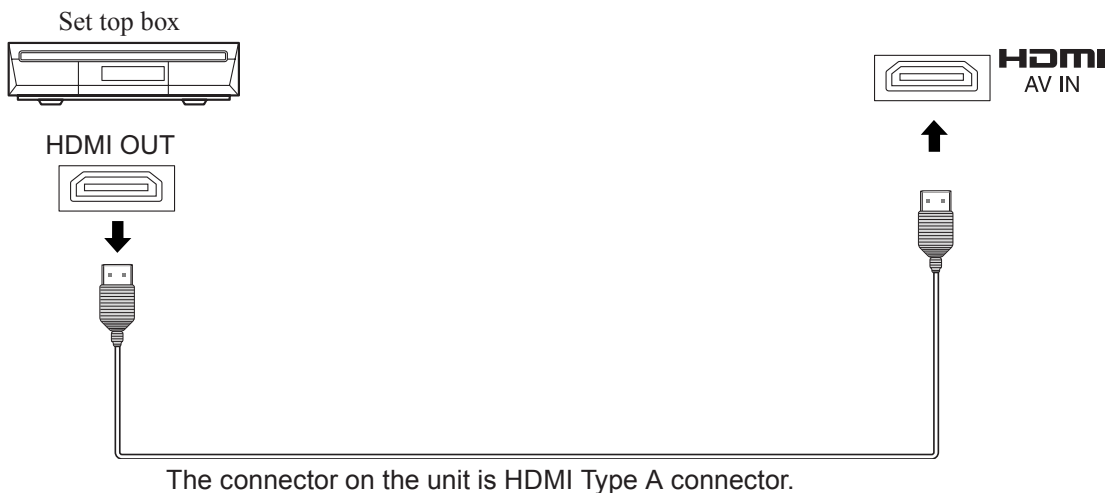 Set top box
HDMI
AV IN
HDMI OUT
The connector on the unit is HDMI Type A connector.